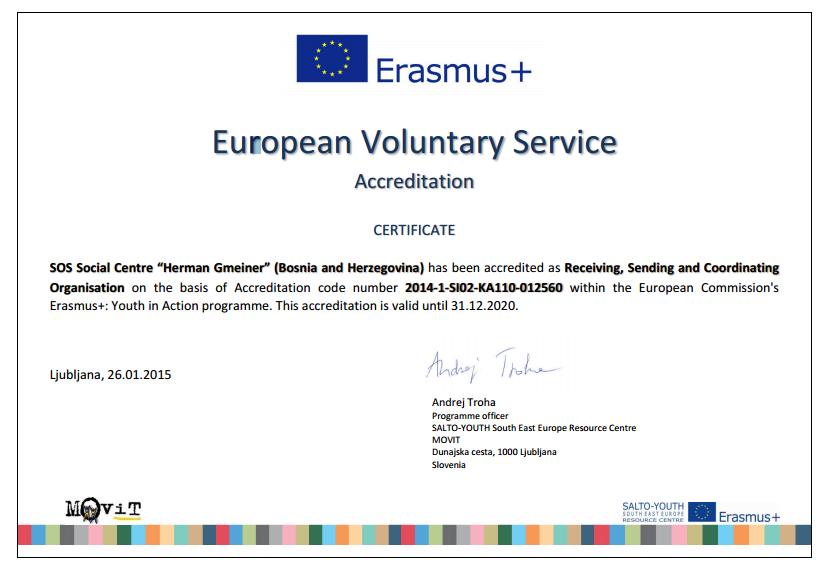 Erasmus+
European Voluntary Service
Accreditation
CERTIFICATE
SOS Social Centre “Herman Gmeiner” (Bosnia and Herzegovina) has been accredited as Receiving, Sending and Coordinating
Organisation on the basis of Accreditation code number 2014-1-SI02-KA110-012560 within the European Commission's
Erasmus+: Youth in Action programme. This accreditation is valid until 31.12.2020.
Ljubljana, 26.01.2015
Andrej Troha
Andrej Troha
Programme officer
SALTO-YOUTH South East Europe Resource Centre
MOVIT
Dunajska cesta, 1000 Ljubljana
Slovenia
MOViT
SALTO-YOUTH
SOUTH EAST EUROPE
RESOURCE CENTRE
Erasmus+